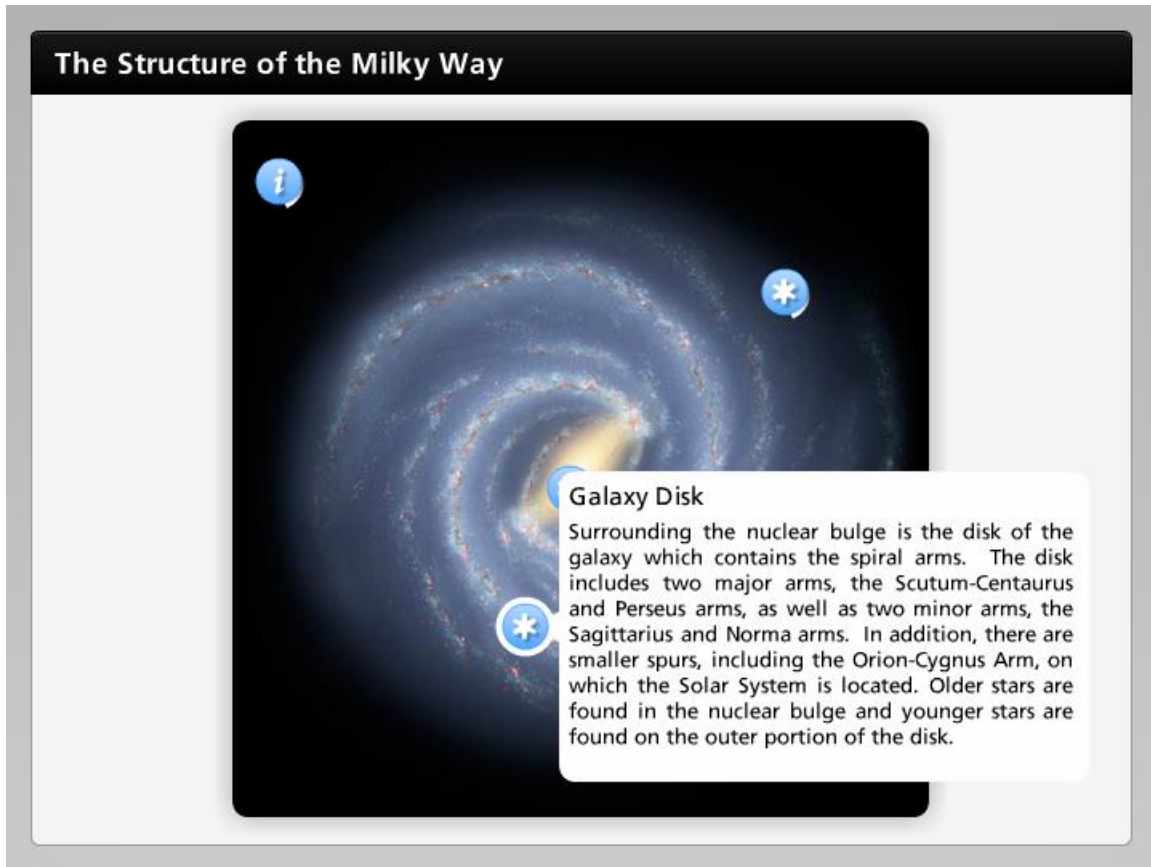 The Structure of the Milky Way
i
Galaxy Disk
Surrounding the nuclear bulge is the disk of the
galaxy which contains the spiral arms. The disk
includes two major arms, the Scutum-Centaurus
and Perseus arms, as well as two minor arms, the
Sagittarius and Norma arms. In addition, there are
smaller spurs, including the Orion-Cygnus Arm, on
which the Solar System is located. Older stars are
found in the nuclear bulge and younger stars are
found on the outer portion of the disk.